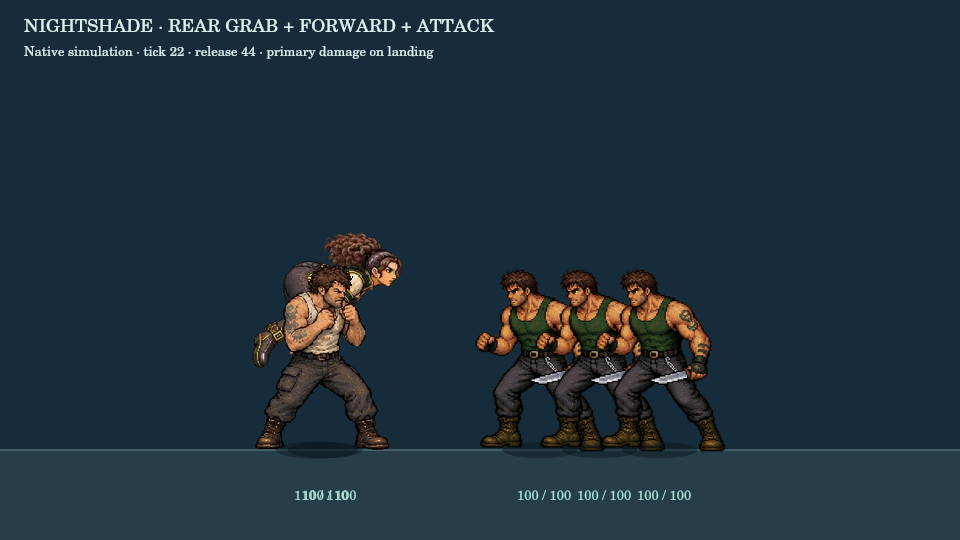 NIGHTSHADE · REAR GRAB + FORWARD + ATTACK
Native simulation · tick 22 · release 44 · primary damage on landing
100 / 100 100 / 100 100 / 100